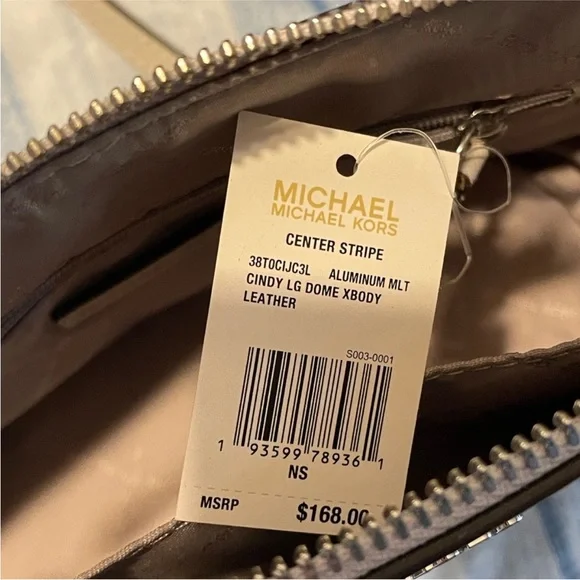 MICHAEL
MICHAEL KORS
CENTER STRIPE
38T0CIJC3L ALUMINUM MLT
CINDY LG DOME XBODY
LEATHER
S003-0001
1 93599 78936 1
NS
MSRP $168.00